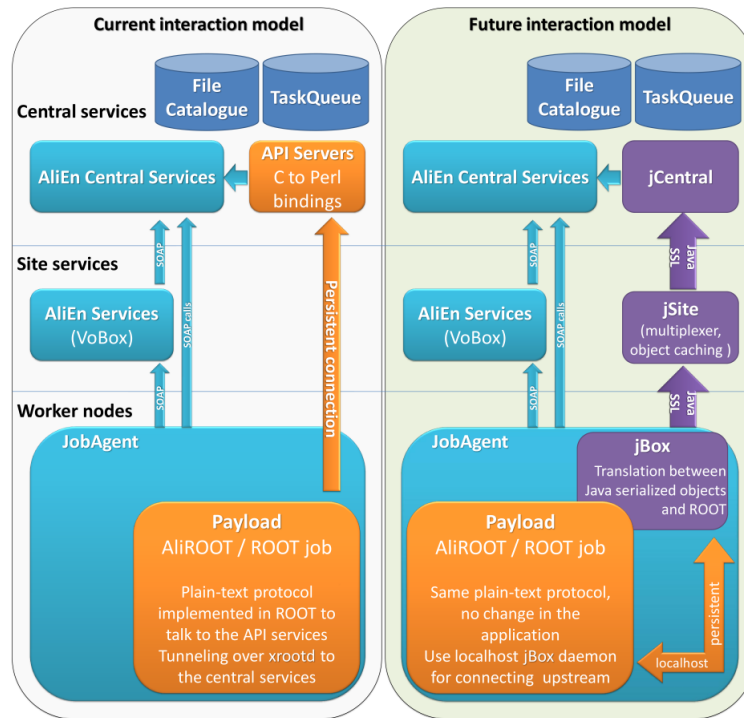 Current interaction model
Central services
File
Catalogue
TaskQueue
AliEn Central Services
API Servers
C to Perl
bindings
SOAP
SOAP calls
Persistent connection
Site services
AliEn Services
(VoBox)
SOAP
Worker nodes
JobAgent
Payload
AliROOT / ROOT job
Plain-text protocol
implemented in ROOT to
talk to the API services
Tunneling over xrootd to
the central services
Future interaction model
File
Catalogue
TaskQueue
AliEn Central Services
jCentral
SOAP
SOAP calls
Java
SSL
AliEn Services
(VoBox)
jSite
(multiplexer,
object caching )
SOAP
Java
SSL
JobAgent
jBox
Translation between
Java serialized objects
and ROOT
Payload
AliROOT / ROOT job
Same plain-text protocol,
no change in the
application
Use localhost jBox daemon
for connecting upstream
persistent
localhost